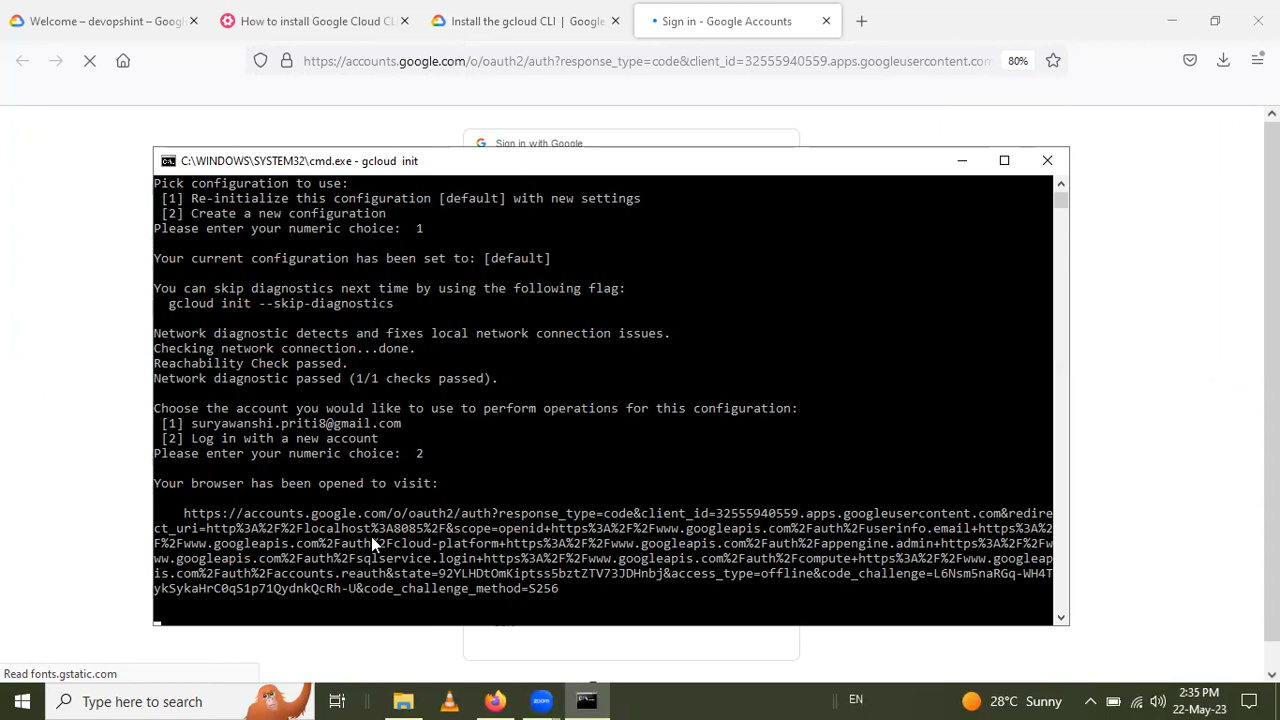 Welcome – devopshint – Googl
How to install Google Cloud CL
Install the gcloud CLI | Google
Sign in - Google Accounts
https://accounts.google.com/o/oauth2/auth?response_type=code&client_id=32555940559.apps.googleusercontent.com
80%
Sign in with Google
C:\WINDOWS\SYSTEM32\cmd.exe - gcloud init
Pick configuration to use:
[1] Re-initialize this configuration [default] with new settings
[2] Create a new configuration
Please enter your numeric choice: 1
Your current configuration has been set to: [default]
You can skip diagnostics next time by using the following flag:
gcloud init --skip-diagnostics
Network diagnostic detects and fixes local network connection issues.
Checking network connection...done.
Reachability Check passed.
Network diagnostic passed (1/1 checks passed).
Choose the account you would like to use to perform operations for this configuration:
[1] suryawanshi.priti8@gmail.com
[2] Log in with a new account
Please enter your numeric choice: 2
Your browser has been opened to visit:
https://accounts.google.com/o/oauth2/auth?response_type=code&client_id=32555940559.apps.googleusercontent.com&redire
ct_uri=http%3A%2F%2Flocalhost%3A8085%2F&scope=openid+https%3A%2F%2Fwww.googleapis.com%2Fauth%2Fuserinfo.email+https%3A%2
F%2Fwww.googleapis.com%2Fauth%2Fcloud-platform+https%3A%2F%2Fwww.googleapis.com%2Fauth%2Fappengine.admin+https%3A%2F%2Fw
ww.googleapis.com%2Fauth%2Fsqlservice.login+https%3A%2F%2Fwww.googleapis.com%2Fauth%2Fcompute+https%3A%2F%2Fwww.googleap
is.com%2Fauth%2Faccounts.reauth&state=92YLHDtOmKiptss5bztZTV73JDHnbj&access_type=offline&code_challenge=L6Nsm5naRGq-WH4T
ykSykaHrC0qS1p71QydnkQcRh-U&code_challenge_method=S256
Read fonts.gstatic.com
Type here to search
zoom
EN
28°C Sunny
2:35 PM
22-May-23